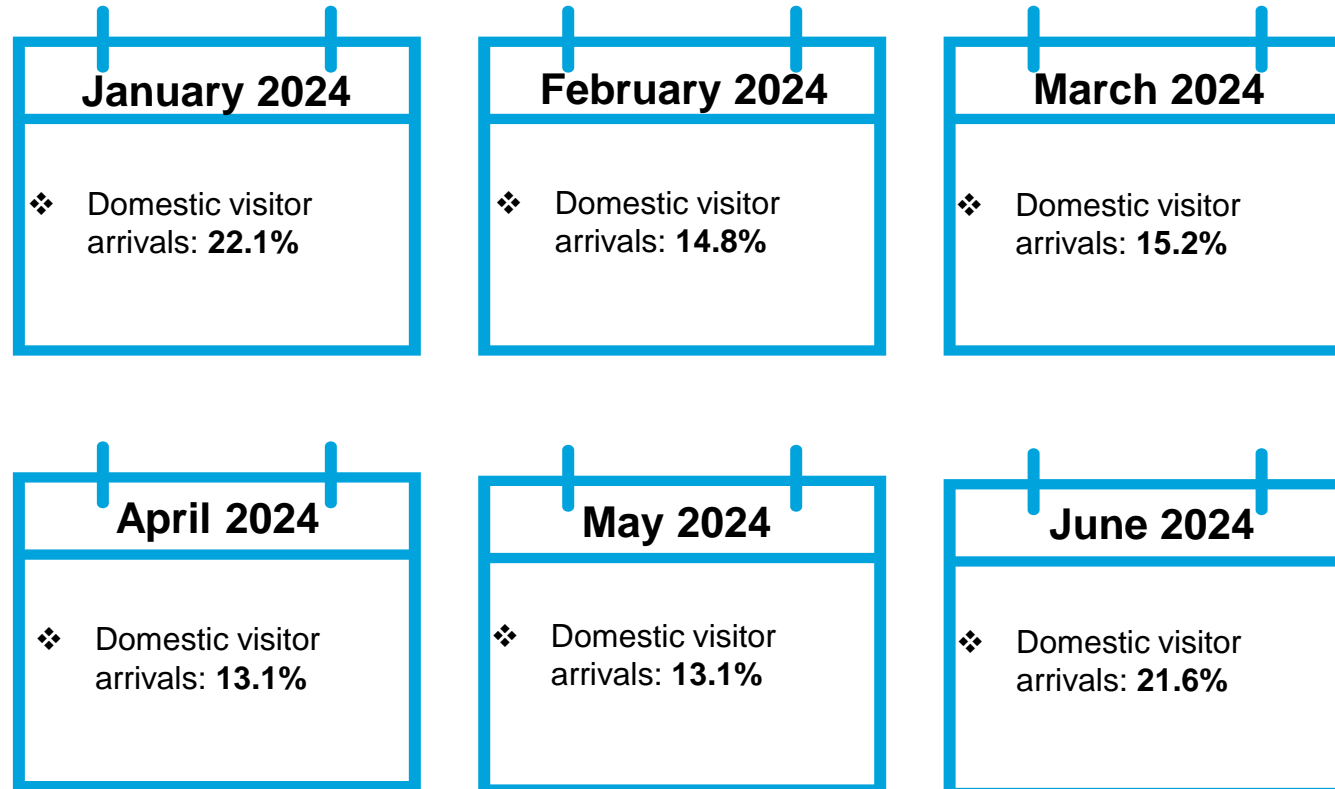 January 2024
❖ Domestic visitor
arrivals: 22.1%
February 2024
❖ Domestic visitor
arrivals: 14.8%
March 2024
❖ Domestic visitor
arrivals: 15.2%
April 2024
❖ Domestic visitor
arrivals: 13.1%
May 2024
❖ Domestic visitor
arrivals: 13.1%
June 2024
❖ Domestic visitor
arrivals: 21.6%